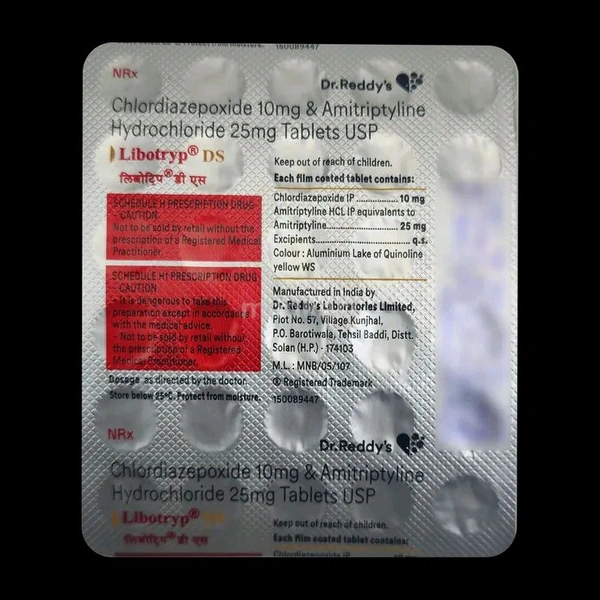 Protect from moisture. 150089447
NRx
Dr.Reddy's
Chlordiazepoxide 10mg & Amitriptyline
Hydrochloride 25mg Tablets USP
Libotryp® DS
लिबोट्रिप® डी एस
SCHEDULE H PRESCRIPTION DRUG
- CAUTION
Not to be sold by retail without the
prescription of a Registered Medical
Practitioner.
SCHEDULE H1 PRESCRIPTION DRUG
- CAUTION
- It is dangerous to take this
preparation except in accordance
with the medical advice.
- Not to be sold by retail without
the prescription of a Registered
Medical Practitioner.
Dosage as directed by the doctor.
Store below 25°C. Protect from moisture.
Keep out of reach of children.
Each film coated tablet contains:
Chlordiazepoxide IP ............... 10 mg
Amitriptyline HCL IP equivalents to
Amitriptyline........................ 25 mg
Excipients........................... q.s.
Colour : Aluminium Lake of Quinoline
yellow WS
Manufactured in India by
Dr. Reddy's Laboratories Limited,
Plot No. 57, Village Kunjhal,
P.O. Barotiwala, Tehsil Baddi, Distt.
Solan (H.P.) - 174103
M.L.: MNB/05/107
® Registered Trademark
150089447
NRx
Dr.Reddy's
Chlordiazepoxide 10mg & Amitriptyline
Hydrochloride 25mg Tablets USP
Libotryp® DS
लिबोट्रिप® डी एस
Keep out of reach of children.
Each film coated tablet contains:
Chlordiazepoxide IP